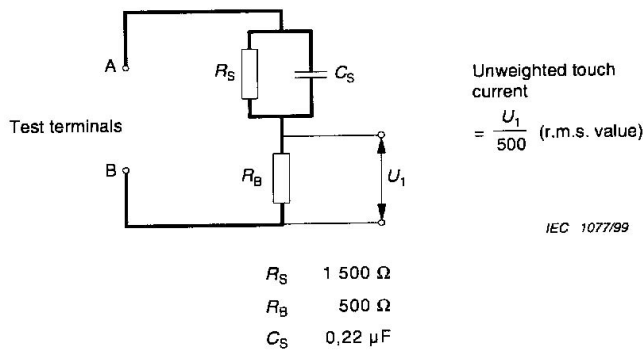 A
R_S
C_S
Unweighted touch
current
= U_1/500 (r.m.s. value)
Test terminals
B
R_B
U_1
IEC 1077/99
R_S 1 500 Ω
R_B 500 Ω
C_S 0,22 μF